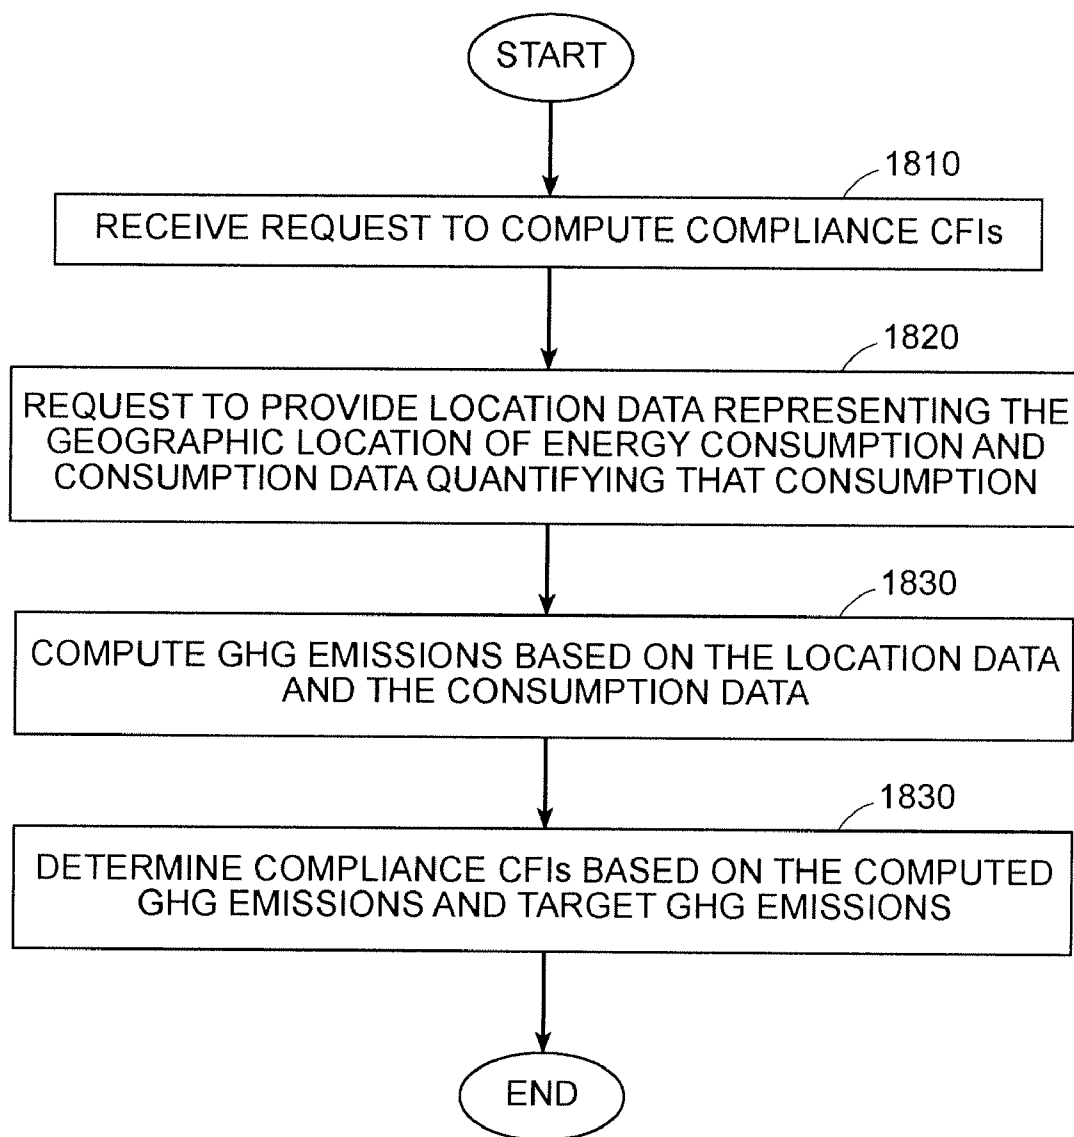 START
1810
RECEIVE REQUEST TO COMPUTE COMPLIANCE CFIs
1820
REQUEST TO PROVIDE LOCATION DATA REPRESENTING THE
GEOGRAPHIC LOCATION OF ENERGY CONSUMPTION AND
CONSUMPTION DATA QUANTIFYING THAT CONSUMPTION
1830
COMPUTE GHG EMISSIONS BASED ON THE LOCATION DATA
AND THE CONSUMPTION DATA
1830
DETERMINE COMPLIANCE CFIs BASED ON THE COMPUTED
GHG EMISSIONS AND TARGET GHG EMISSIONS
END